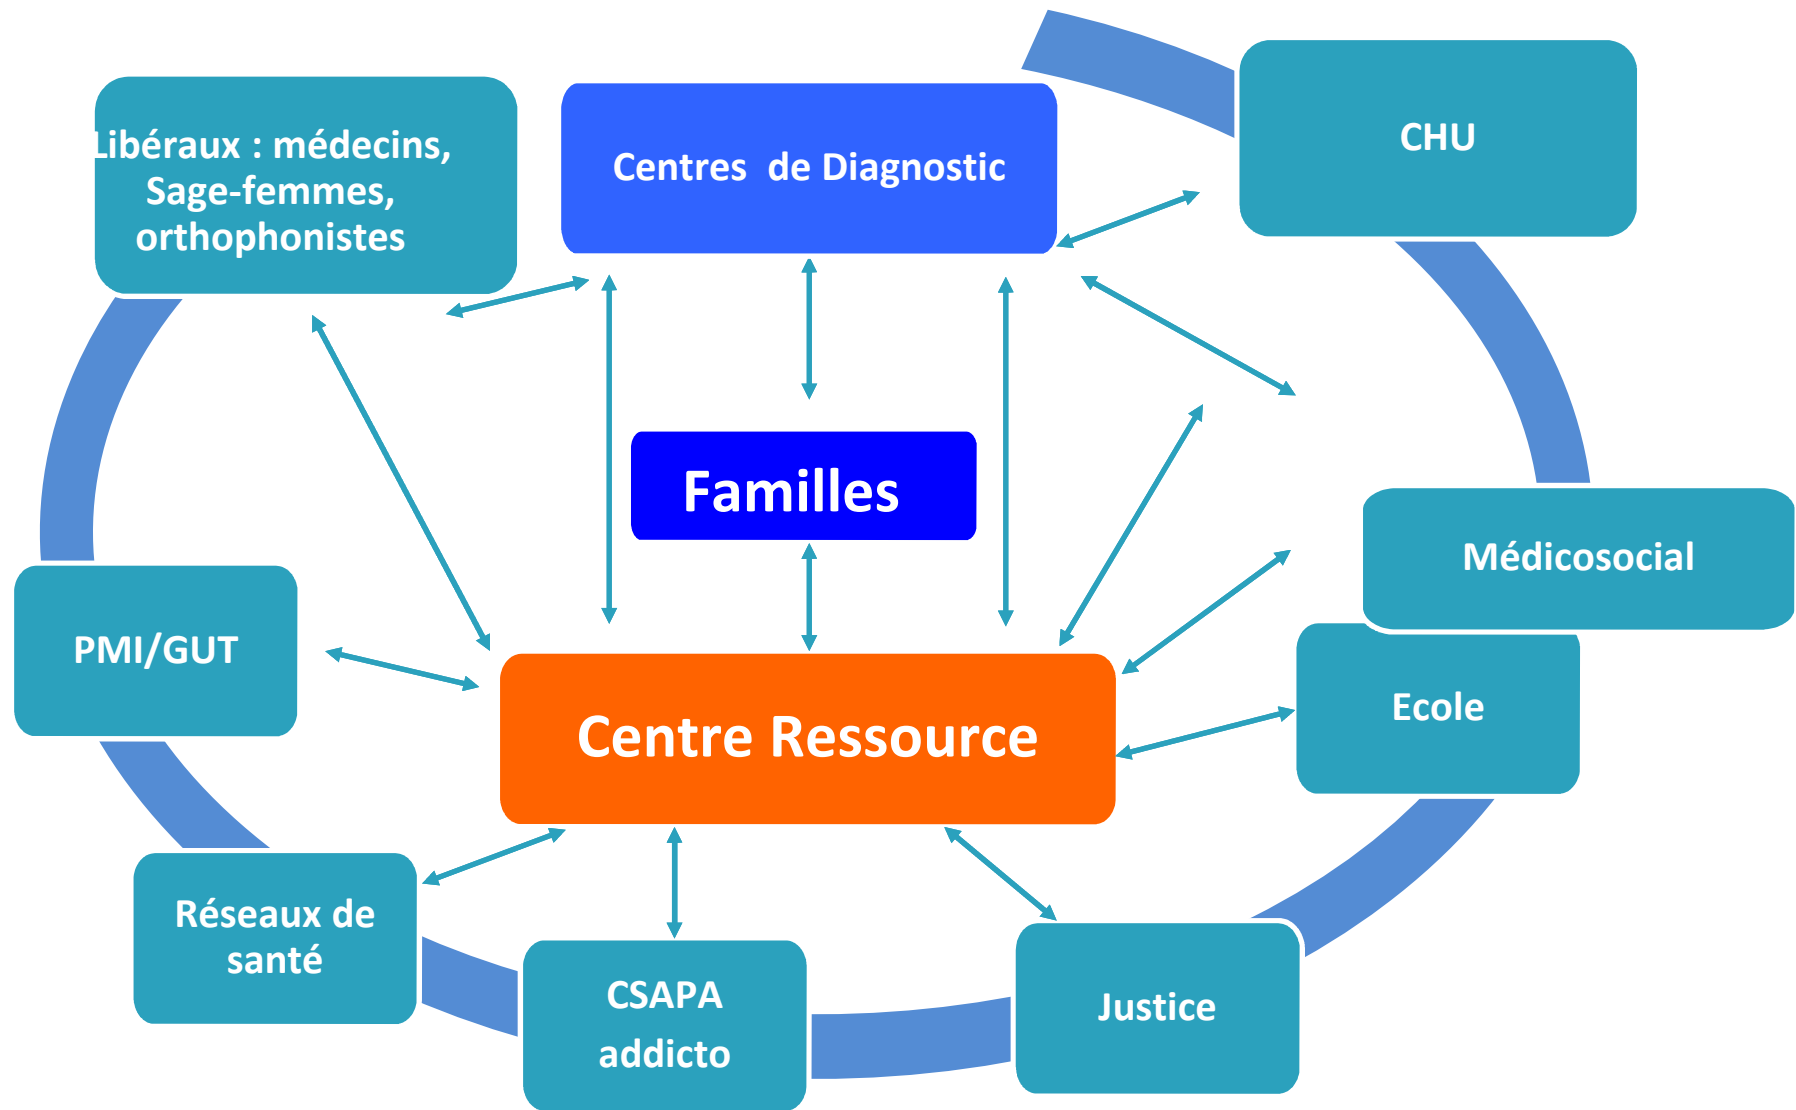 Libéraux : médecins,
Sage-femmes,
orthophonistes
Centres de Diagnostic
CHU
Familles
Médicosocial
PMI/GUT
Ecole
Centre Ressource
Réseaux de
santé
CSAPA
addicto
Justice